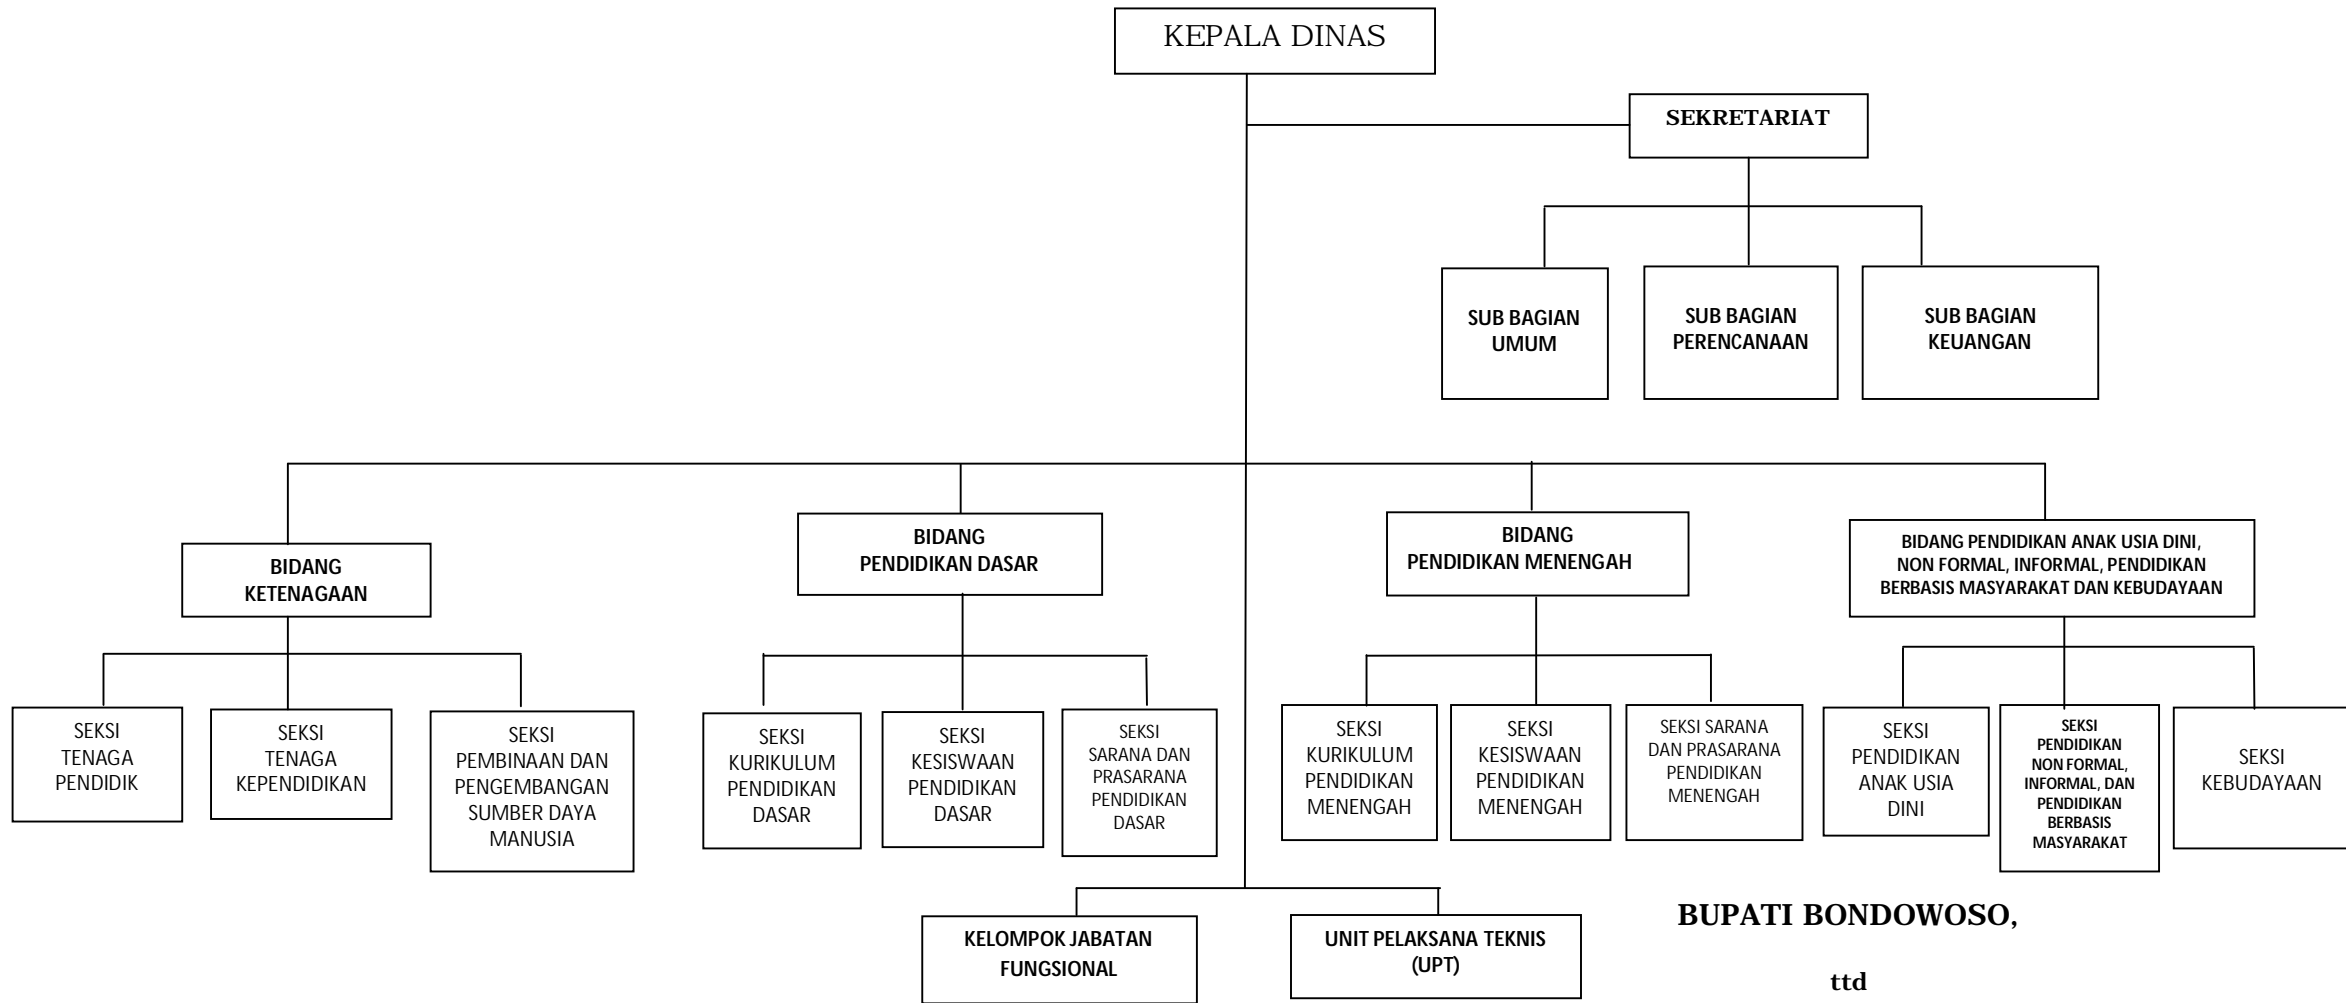 KEPALA DINAS
SEKRETARIAT
SUB BAGIAN
UMUM
SUB BAGIAN
PERENCANAAN
SUB BAGIAN
KEUANGAN
BIDANG
KETENAGAAN
BIDANG
PENDIDIKAN DASAR
BIDANG
PENDIDIKAN MENENGAH
BIDANG PENDIDIKAN ANAK USIA DINI,
NON FORMAL, INFORMAL, PENDIDIKAN
BERBASIS MASYARAKAT DAN KEBUDAYAAN
SEKSI
TENAGA
PENDIDIK
SEKSI
TENAGA
KEPENDIDIKAN
SEKSI
PEMBINAAN DAN
PENGEMBANGAN
SUMBER DAYA
MANUSIA
SEKSI
KURIKULUM
PENDIDIKAN
DASAR
SEKSI
KESISWAAN
PENDIDIKAN
DASAR
SEKSI
SARANA DAN
PRASARANA
PENDIDIKAN
DASAR
SEKSI
KURIKULUM
PENDIDIKAN
MENENGAH
SEKSI
KESISWAAN
PENDIDIKAN
MENENGAH
SEKSI SARANA
DAN PRASARANA
PENDIDIKAN
MENENGAH
SEKSI
PENDIDIKAN
ANAK USIA
DINI
SEKSI
PENDIDIKAN
NON FORMAL,
INFORMAL, DAN
PENDIDIKAN
BERBASIS
MASYARAKAT
SEKSI
KEBUDAYAAN
KELOMPOK JABATAN
FUNGSIONAL
UNIT PELAKSANA TEKNIS
(UPT)
BUPATI BONDOWOSO,
ttd